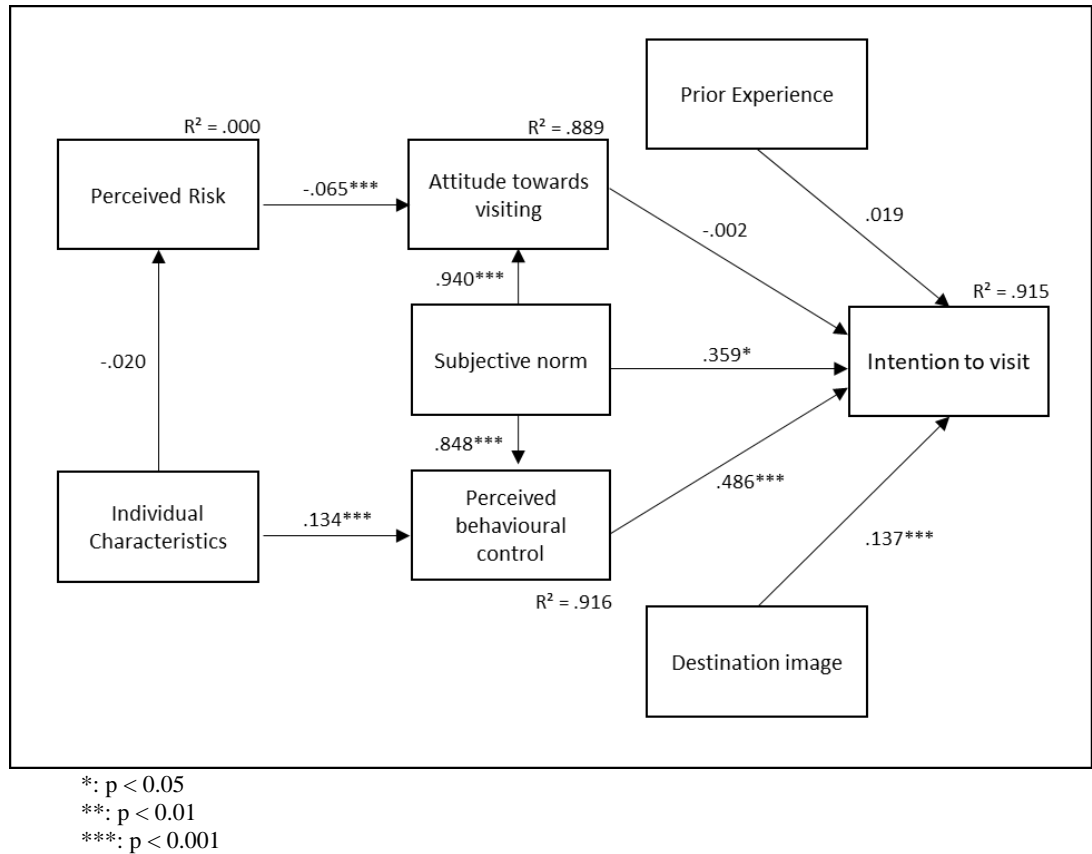 Prior Experience
R² = .000
R² = .889
Perceived Risk
-.065***
Attitude towards
visiting
.019
-.002
.940***
R² = .915
-.020
Subjective norm
.359*
Intention to visit
.848***
.486***
Individual
Characteristics
.134***
Perceived
behavioural
control
.137***
R² = .916
Destination image
*: p < 0.05
**: p < 0.01
***: p < 0.001